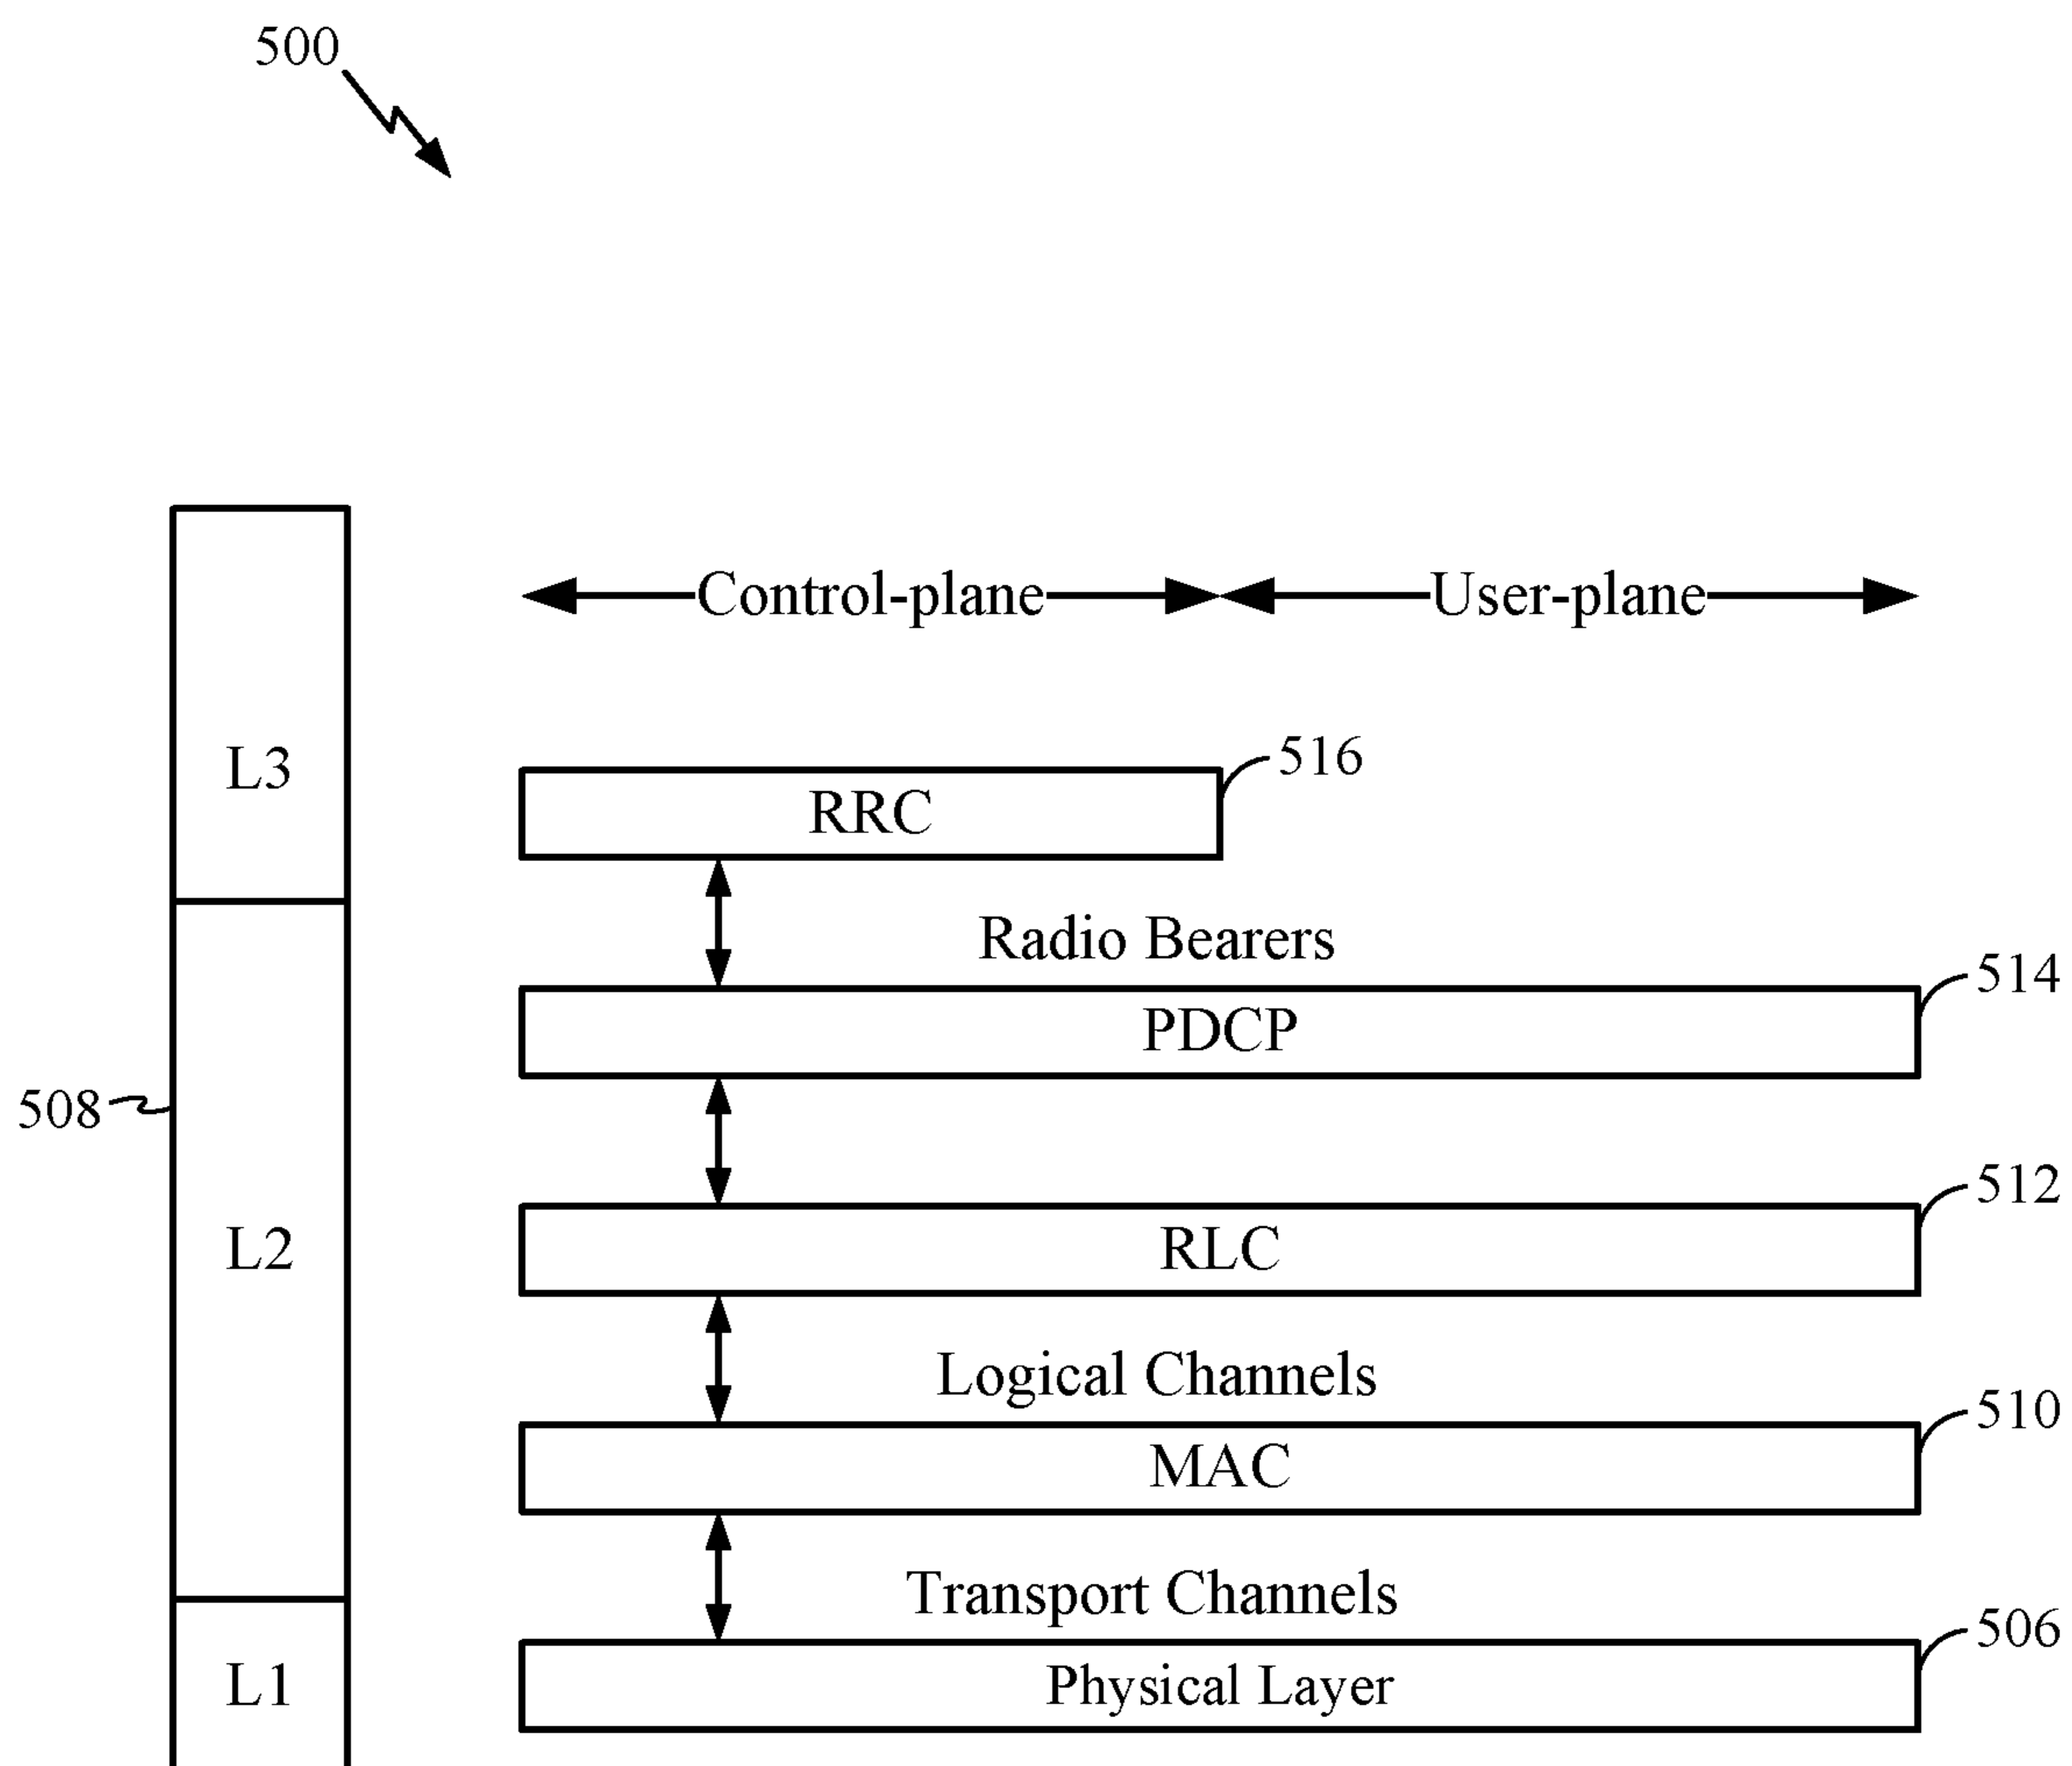 500
Control-plane
User-plane
L3
516
RRC
Radio Bearers
514
PDCP
508
512
L2
RLC
Logical Channels
510
MAC
Transport Channels
506
L1
Physical Layer